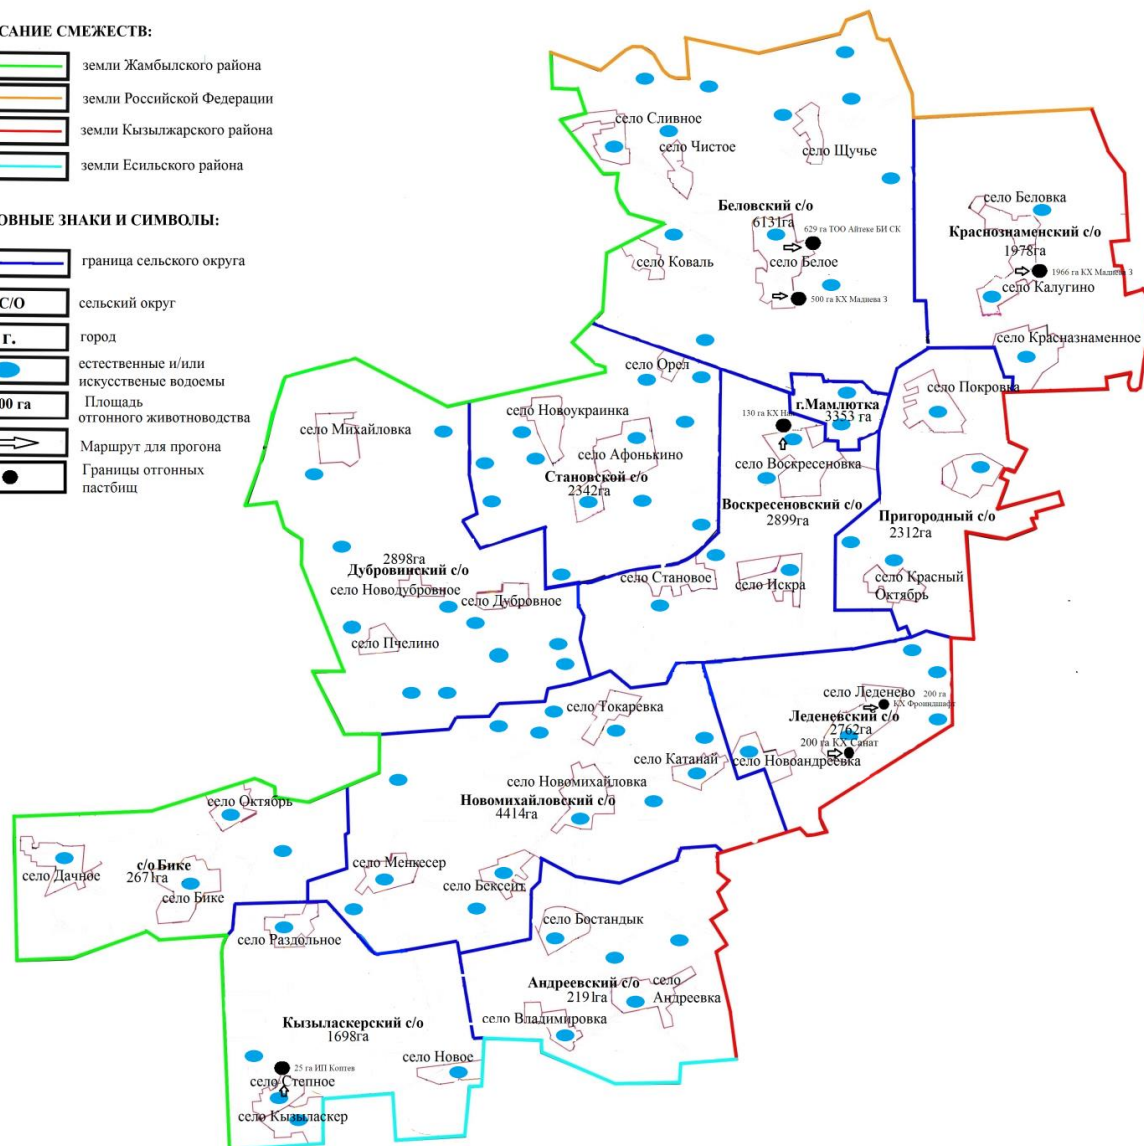 САНИЕ СМЕЖЕСТВ:
земли Жамбылского района
земли Российской Федерации
земли Кызылжарского района
земли Есильского района
ОВНЫЕ ЗНАКИ И СИМВОЛЫ:
граница сельского округа
С/О
сельский округ
г.
город
естественные и/или
искусственые водоемы
00 га
Площадь
отгонного животноводства
Маршрут для прогона
Границы отгонных
пастбищ
село Сливное
село Чистое
село Щучье
Беловский с/о
6131га
629 га ТОО Айтеке БИ СК
село Коваль
село Белое
500 га КХ Мадиева З
село Беловка
Краснознаменский с/о
1978га
1966 га КХ Мадиева З
село Калугино
село Красназнаменное
село Орел
село Покровка
г.Мамлютка
3353 га
130 га КХ
село Новоукраинка
село Михайловка
село Афонькино
село Воскресеновка
Становской с/о
2342га
Воскресеновский с/о
2899га
Пригородный с/о
2312га
2898га
Дубровинский с/о
село Новодубровное
село Дубровное
село Становое
село Искра
село Красный
Октябрь
село Пчелино
село Леденево
200 га
КХ Фроиндшафт
село Токаревка
Леденевский с/о
2762га
200 га КХ Санат
село Катанай
село Новоандреевка
село Новомихайловка
Новомихайловский с/о
4414га
село Октябрь
с/о Бике
2671га
село Дачное
село Бике
село Менкесер
село Бексеит
село Раздольное
село Бостандык
Андреевский с/о
2191га
село
Андреевка
село Владимировка
Кызыласкерский с/о
1698га
село Новое
25 га ИП Коптев
село Степное
село Кызыласкер